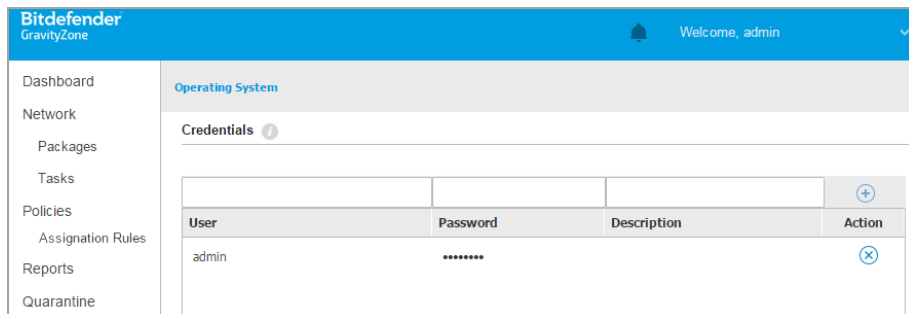 Bitdefender
GravityZone
Welcome, admin
Dashboard
Network
Packages
Tasks
Policies
Assignation Rules
Reports
Quarantine
Operating System
Credentials i
User Password Description Action
admin ••••••••